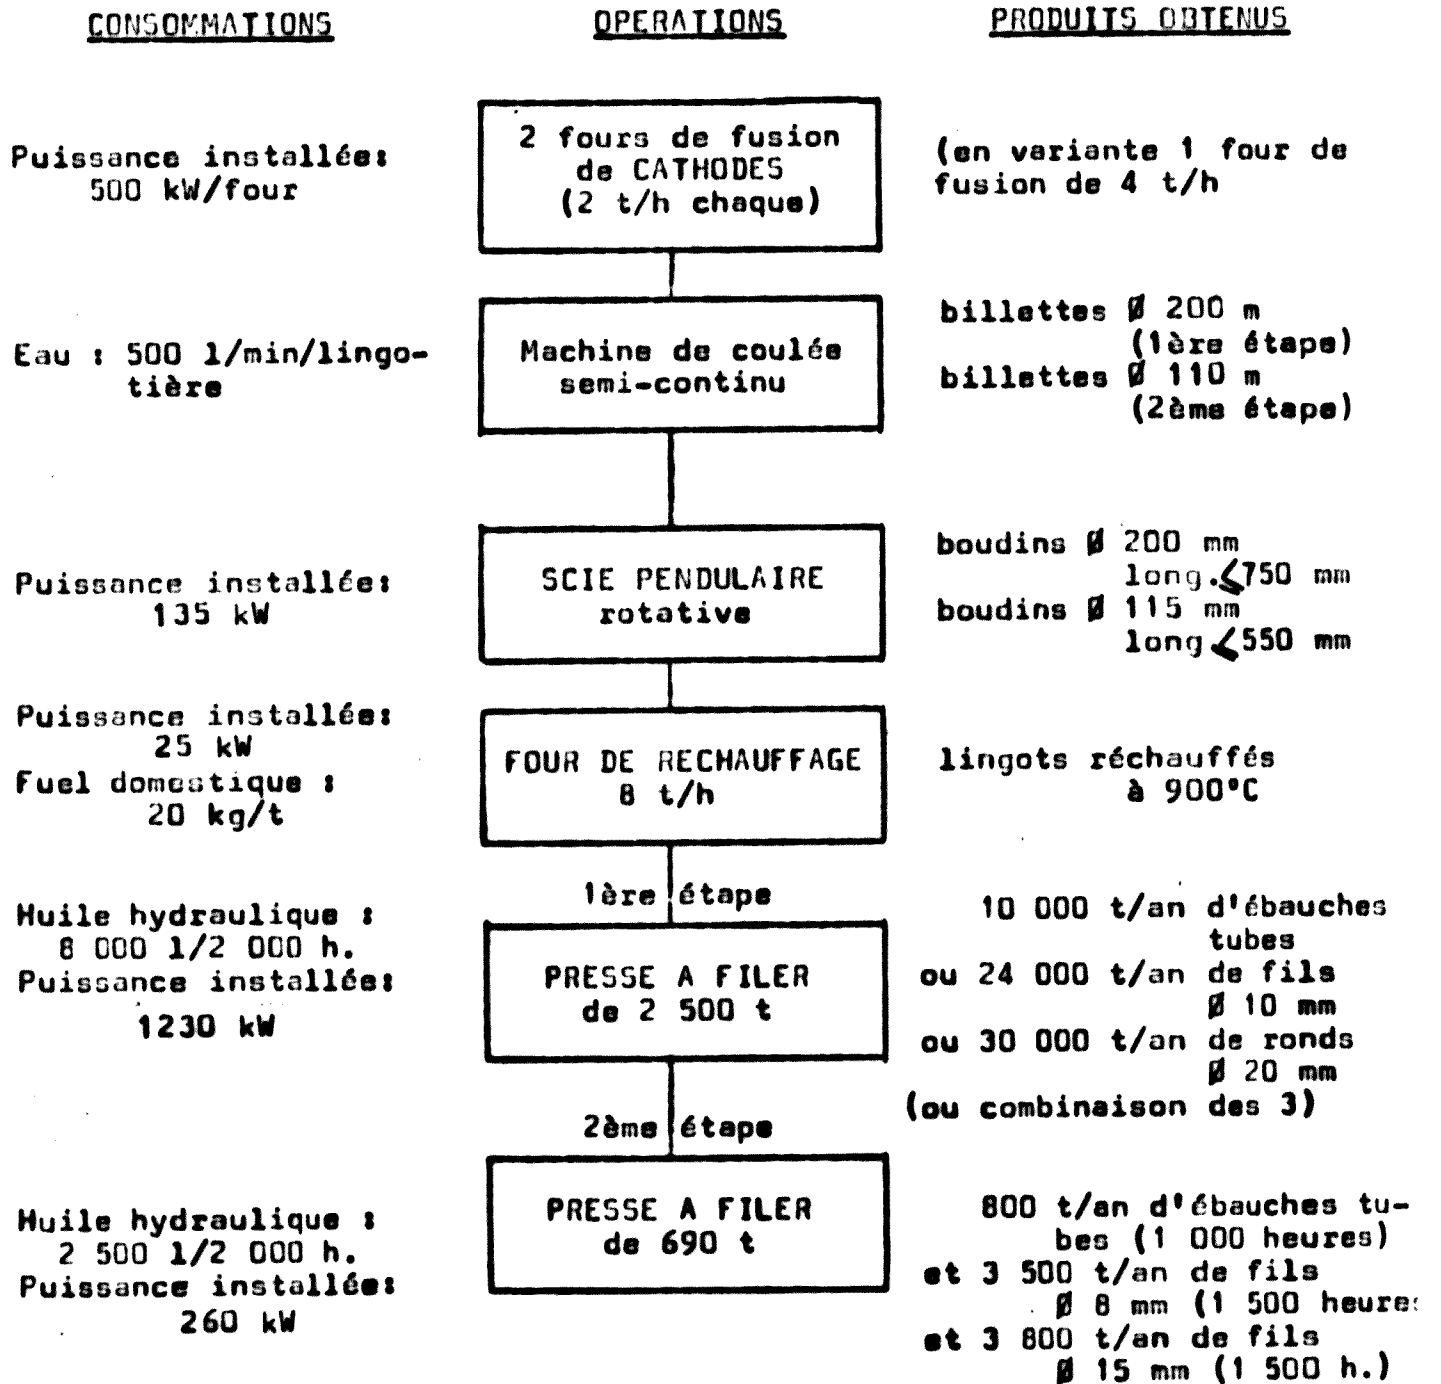 CONSOMMATIONS
OPERATIONS
PRODUITS OBTENUS
Puissance installée:
500 kW/four
2 fours de fusion
de CATHODES
(2 t/h chaque)
(en variante 1 four de
fusion de 4 t/h
Eau : 500 l/min/lingo-
tière
Machine de coulée
semi-continu
billettes Ø 200 m
(1ère étape)
billettes Ø 110 m
(2ème étape)
Puissance installée:
135 kW
SCIE PENDULAIRE
rotative
boudins Ø 200 mm
long.≤750 mm
boudins Ø 115 mm
long ≤550 mm
Puissance installée:
25 kW
Fuel domestique :
20 kg/t
FOUR DE RECHAUFFAGE
8 t/h
lingots réchauffés
à 900°C
1ère étape
Huile hydraulique :
8 000 l/2 000 h.
Puissance installée:
1230 kW
PRESSE A FILER
de 2 500 t
10 000 t/an d'ébauches
tubes
ou 24 000 t/an de fils
Ø 10 mm
ou 30 000 t/an de ronds
Ø 20 mm
(ou combinaison des 3)
2ème étape
Huile hydraulique :
2 500 l/2 000 h.
Puissance installée:
260 kW
PRESSE A FILER
de 690 t
800 t/an d'ébauches tu-
bes (1 000 heures)
et 3 500 t/an de fils
Ø 8 mm (1 500 heures
et 3 800 t/an de fils
Ø 15 mm (1 500 h.)